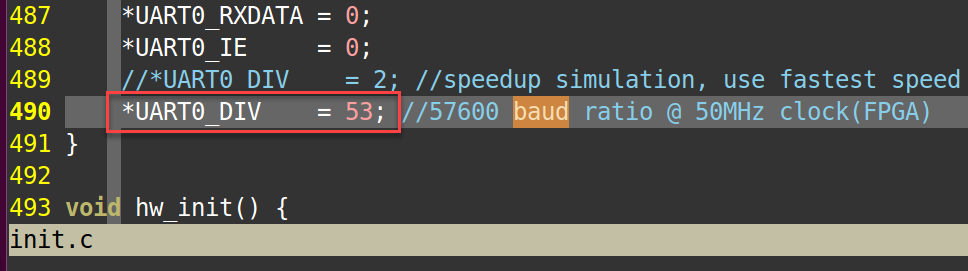 487 *UART0_RXDATA = 0;
488 *UART0_IE = 0;
489 //*UART0_DIV = 2; //speedup simulation, use fastest speed
490 *UART0_DIV = 53; //57600 baud ratio @ 50MHz clock(FPGA)
491 }
492
493 void hw_init() {
init.c